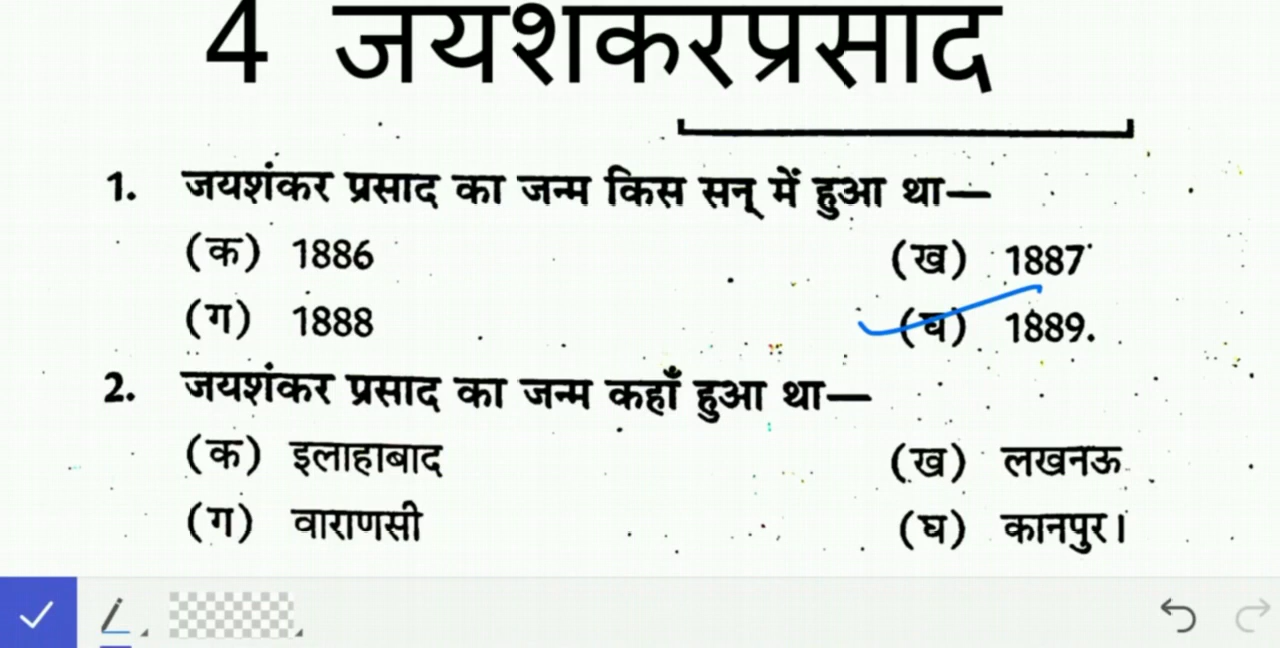 4 जयशंकरप्रसाद
1. जयशंकर प्रसाद का जन्म किस सन् में हुआ था—
(क) 1886 (ख) 1887
(ग) 1888 (घ) 1889.
2. जयशंकर प्रसाद का जन्म कहाँ हुआ था—
(क) इलाहाबाद (ख) लखनऊ
(ग) वाराणसी (घ) कानपुर।